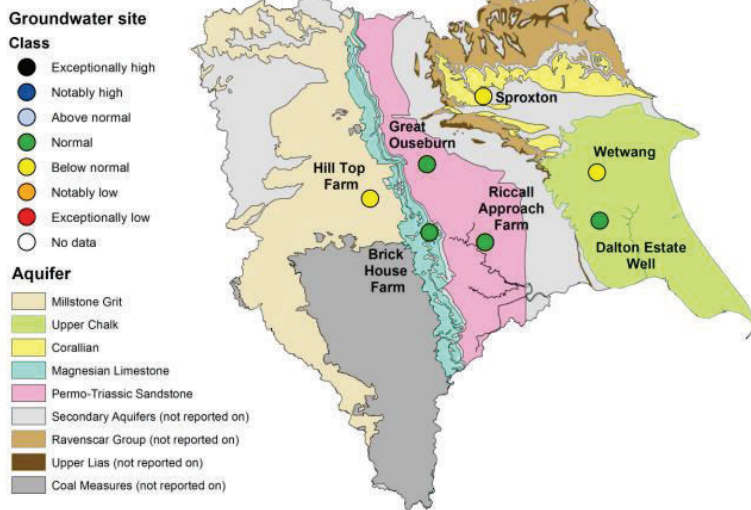 Groundwater site
Class
Exceptionally high
Notably high
Above normal
Normal
Below normal
Notably low
Exceptionally low
No data
Aquifer
Millstone Grit
Upper Chalk
Corallian
Magnesian Limestone
Permo-Triassic Sandstone
Secondary Aquifers (not reported on)
Ravenscar Group (not reported on)
Upper Lias (not reported on)
Coal Measures (not reported on)
Sproxton
Great
Ouseburn
Wetwang
Hill Top
Farm
Riccall
Approach
Farm
Dalton Estate
Well
Brick
House
Farm